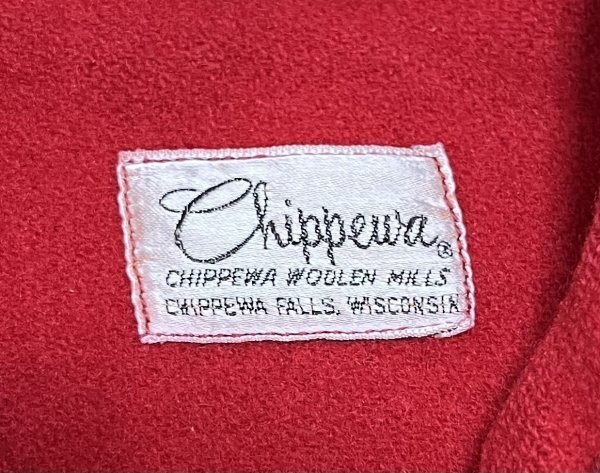 Chippewa®
CHIPPEWA WOOLEN MILLS
CHIPPEWA FALLS, WISCONSIN